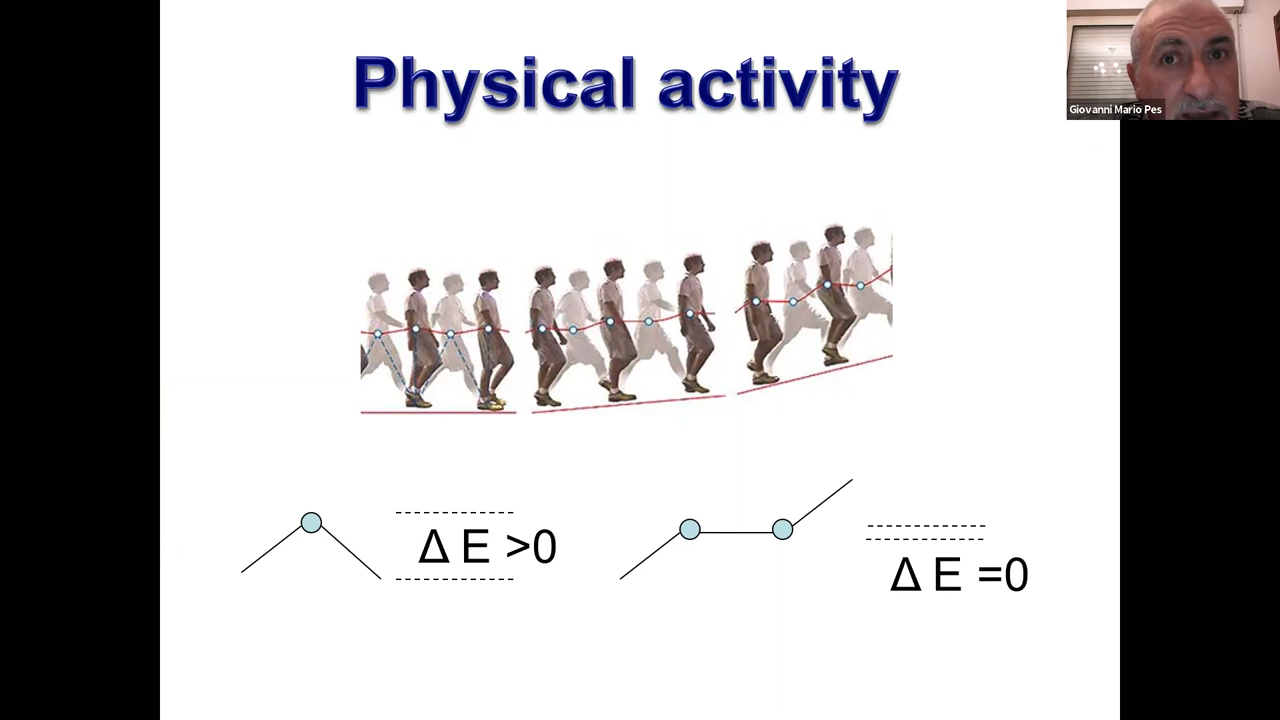 Physical activity
Giovanni Mario Pes
Δ E >0
Δ E =0